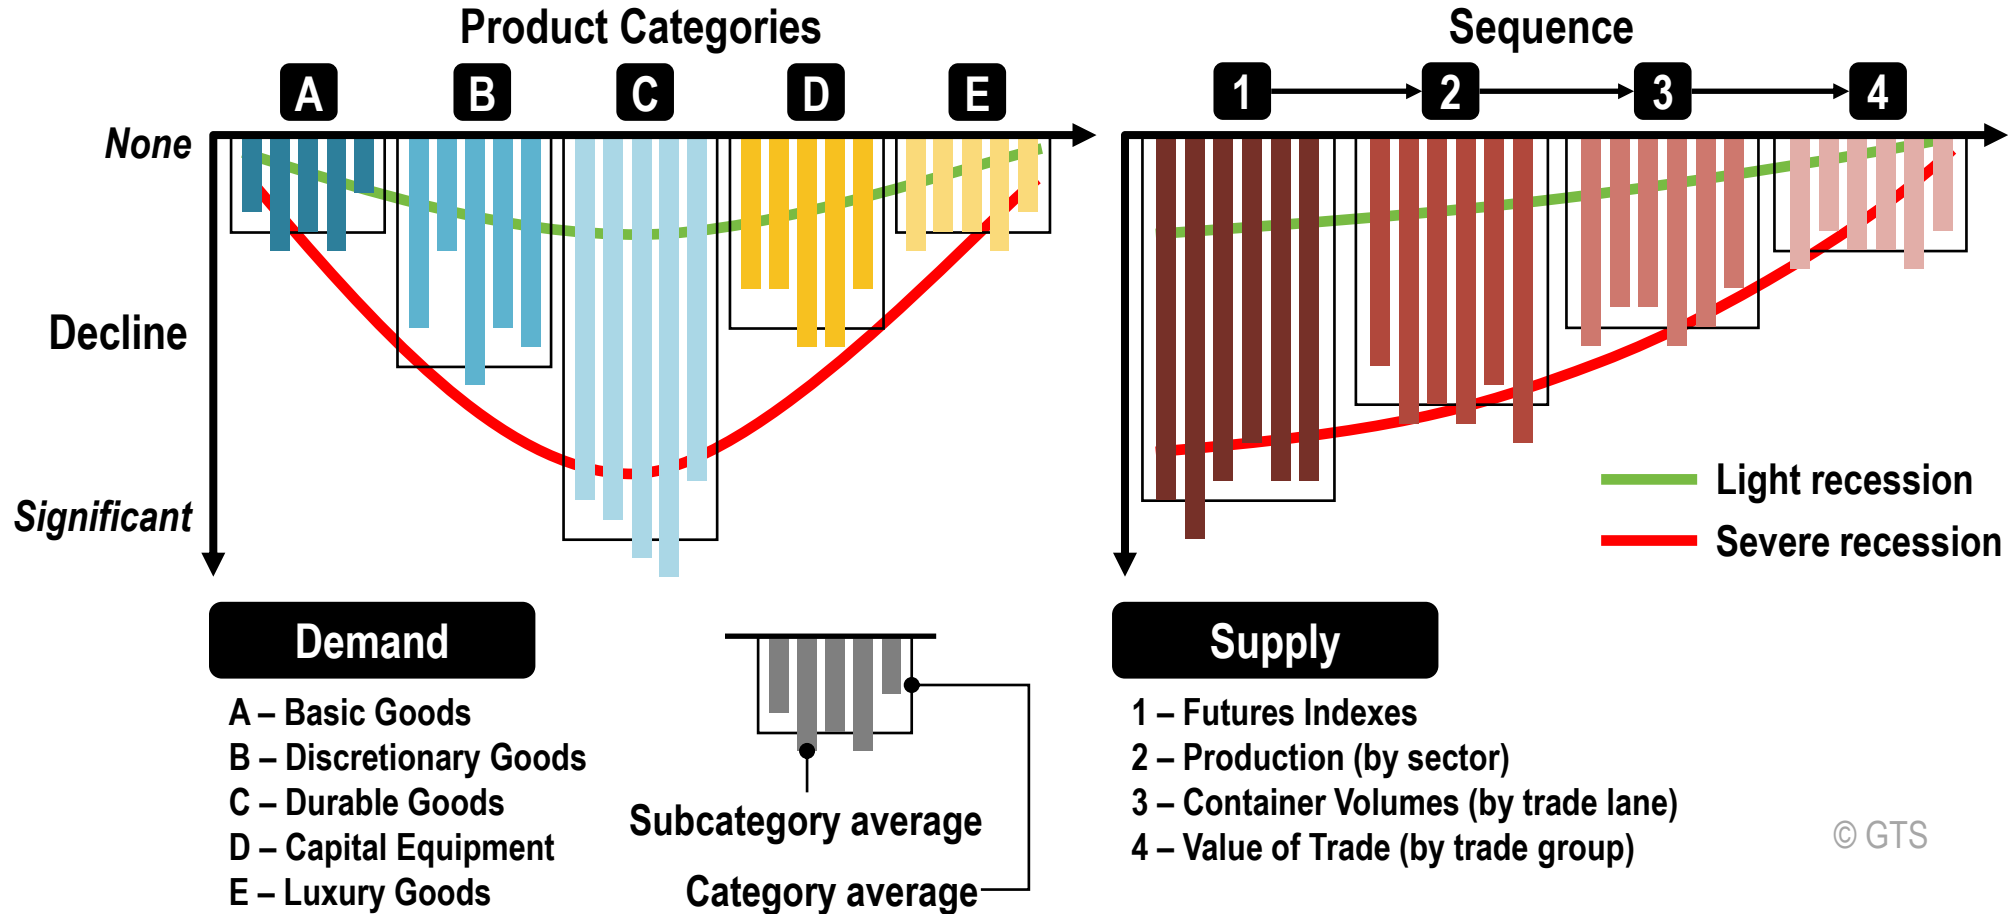 Product Categories
Sequence
A
B
C
D
E
1
2
3
4
None
Decline
Significant
Light recession
Severe recession
Demand
A – Basic Goods
B – Discretionary Goods
C – Durable Goods
D – Capital Equipment
E – Luxury Goods
Subcategory average
Category average
Supply
1 – Futures Indexes
2 – Production (by sector)
3 – Container Volumes (by trade lane)
4 – Value of Trade (by trade group)
© GTS